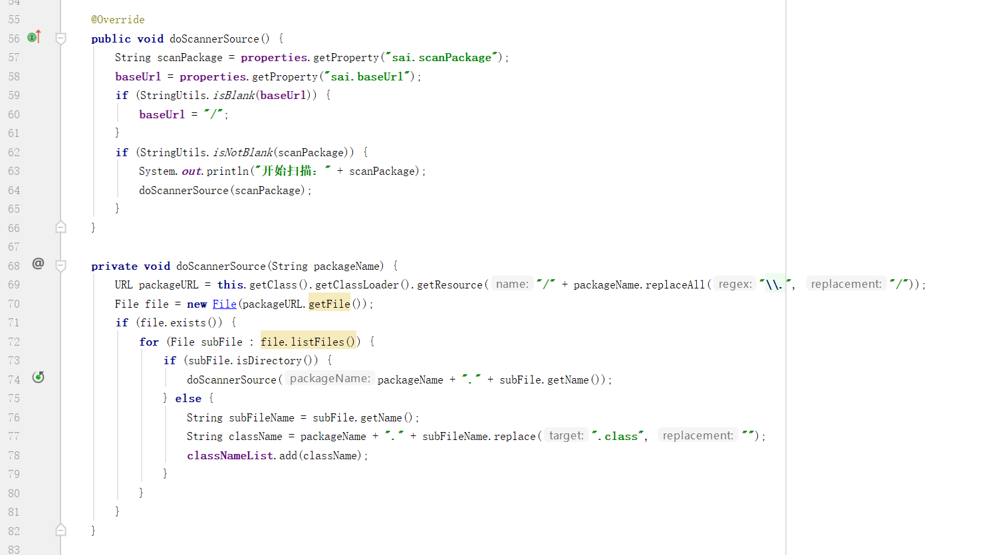 54
55 @Override
56 public void doScannerSource() {
57 String scanPackage = properties.getProperty("sai.scanPackage");
58 baseUrl = properties.getProperty("sai.baseUrl");
59 if (StringUtils.isBlank(baseUrl)) {
60 baseUrl = "/";
61 }
62 if (StringUtils.isNotBlank(scanPackage)) {
63 System.out.println("开始扫描：" + scanPackage);
64 doScannerSource(scanPackage);
65 }
66 }
67
68 @ private void doScannerSource(String packageName) {
69 URL packageURL = this.getClass().getClassLoader().getResource( name: "/" + packageName.replaceAll( regex: "\\.", replacement: "/"));
70 File file = new File(packageURL.getFile());
71 if (file.exists()) {
72 for (File subFile : file.listFiles()) {
73 if (subFile.isDirectory()) {
74 doScannerSource( packageName: packageName + "." + subFile.getName());
75 } else {
76 String subFileName = subFile.getName();
77 String className = packageName + "." + subFileName.replace( target: ".class", replacement: "");
78 classNameList.add(className);
79 }
80 }
81 }
82 }
83